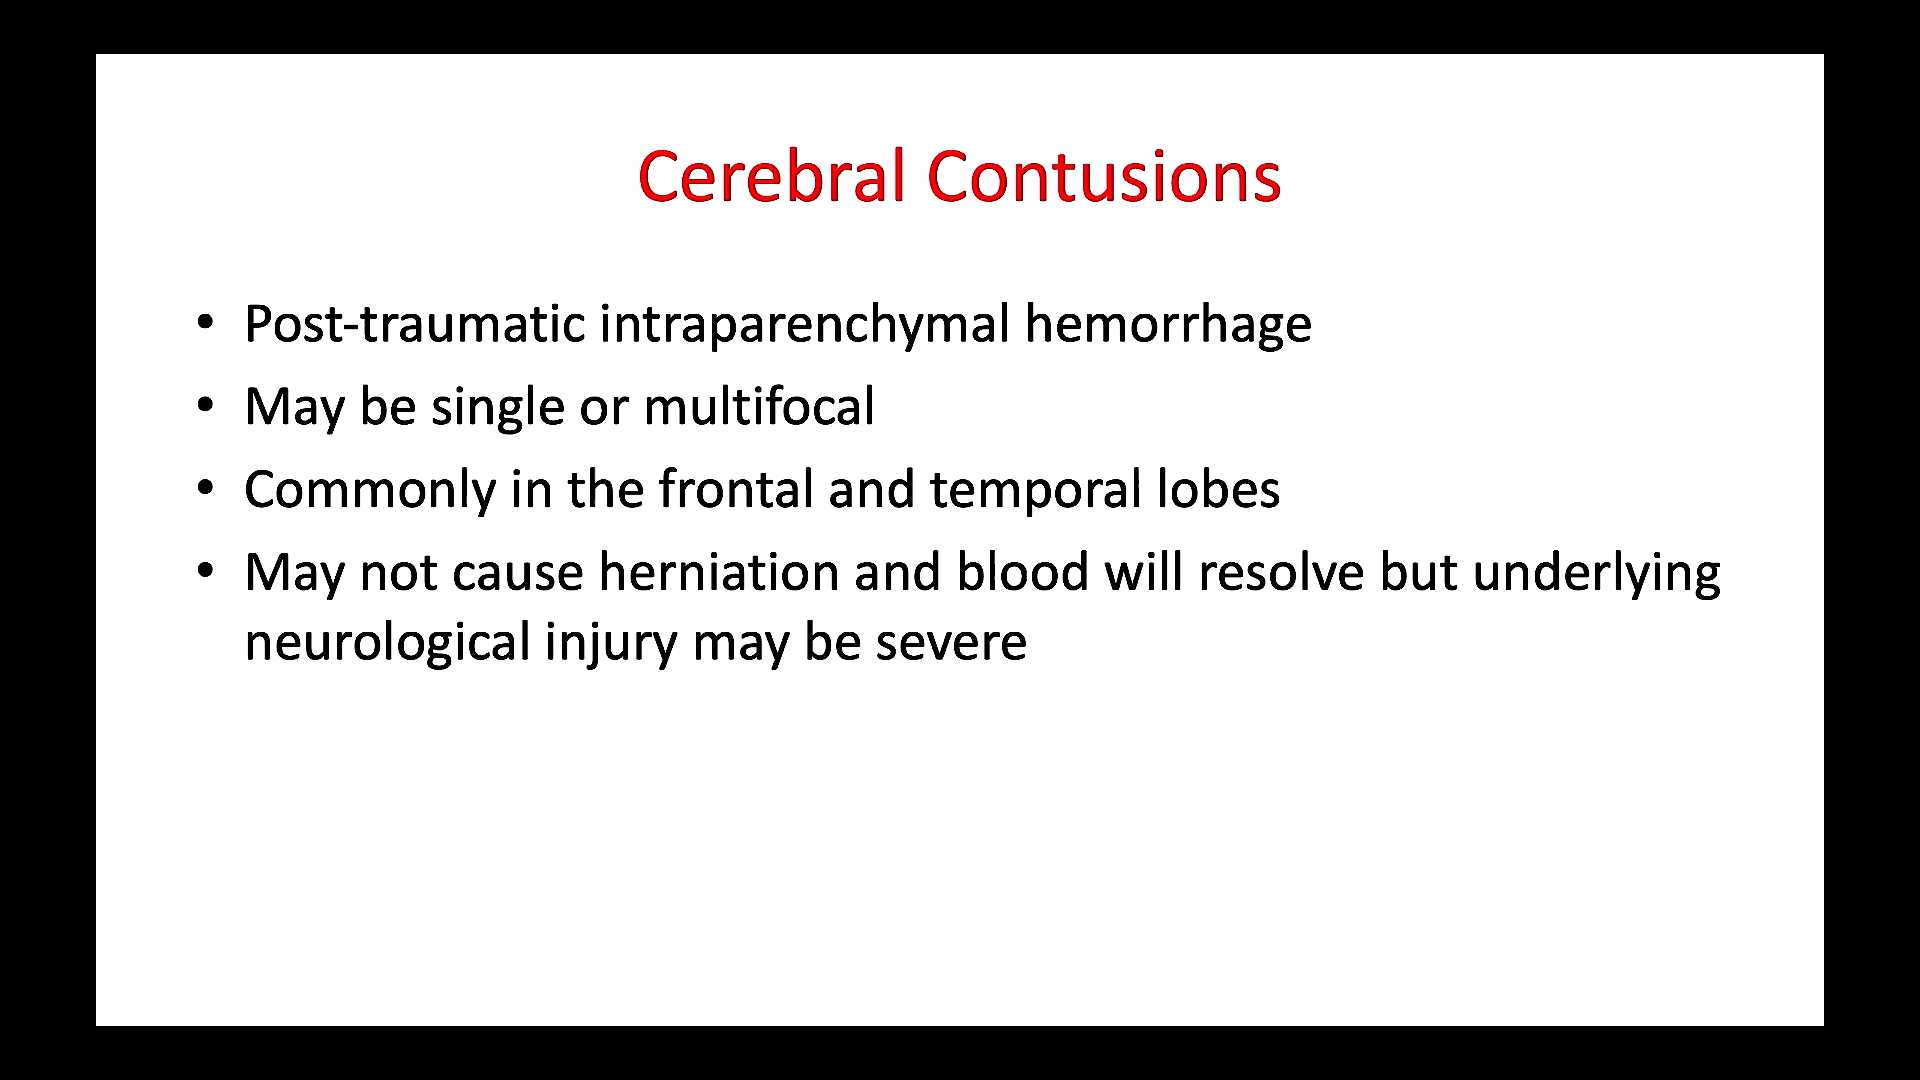 Cerebral Contusions
• Post-traumatic intraparenchymal hemorrhage
• May be single or multifocal
• Commonly in the frontal and temporal lobes
• May not cause herniation and blood will resolve but underlying
neurological injury may be severe